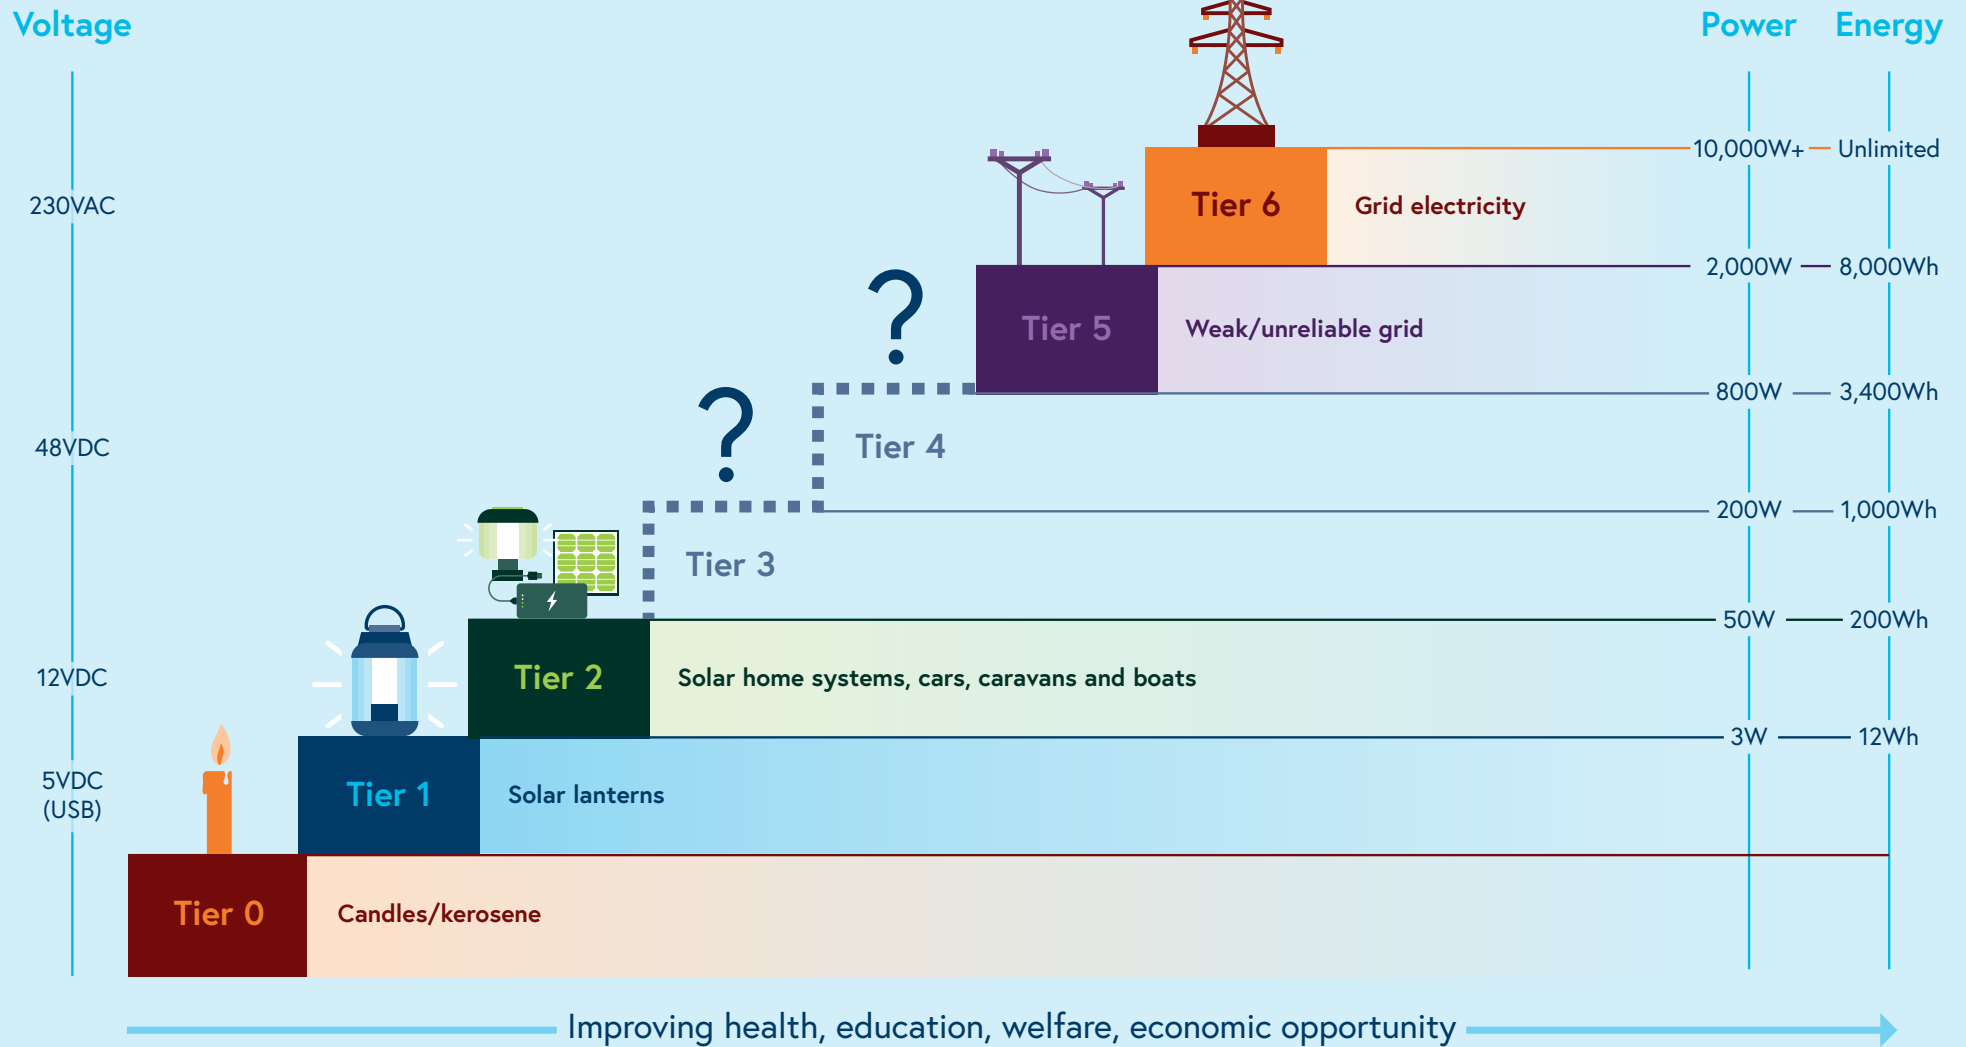 Voltage
Power
Energy
10,000W+
Unlimited
230VAC
Tier 6
Grid electricity
2,000W
8,000Wh
?
Tier 5
Weak/unreliable grid
800W
3,400Wh
?
48VDC
Tier 4
200W
1,000Wh
Tier 3
50W
200Wh
12VDC
Tier 2
Solar home systems, cars, caravans and boats
3W
12Wh
5VDC
(USB)
Tier 1
Solar lanterns
Tier 0
Candles/kerosene
Improving health, education, welfare, economic opportunity